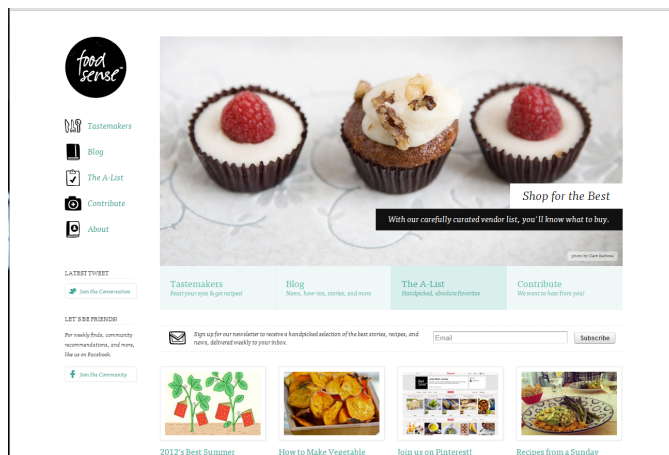 food
sense™
Tastemakers
Blog
The A-List
Contribute
About
LATEST TWEET
Join the Conversation
LET'S BE FRIENDS!
For weekly finds, community
recommendations, and more,
like us on Facebook.
Join the Community
Shop for the Best
With our carefully curated vendor list, you'll know what to buy.
photo by Clare Barboza
Tastemakers
Feast your eyes & get recipes!
Blog
News, how-tos, stories, and more
The A-List
Handpicked, absolute favorites
Contribute
We want to hear from you!
Sign up for our newsletter to receive a handpicked selection of the best stories, recipes, and
news, delivered weekly to your inbox.
Email
Subscribe
2012's Best Summer
How to Make Vegetable
Join us on Pinterest!
Recipes from a Sunday